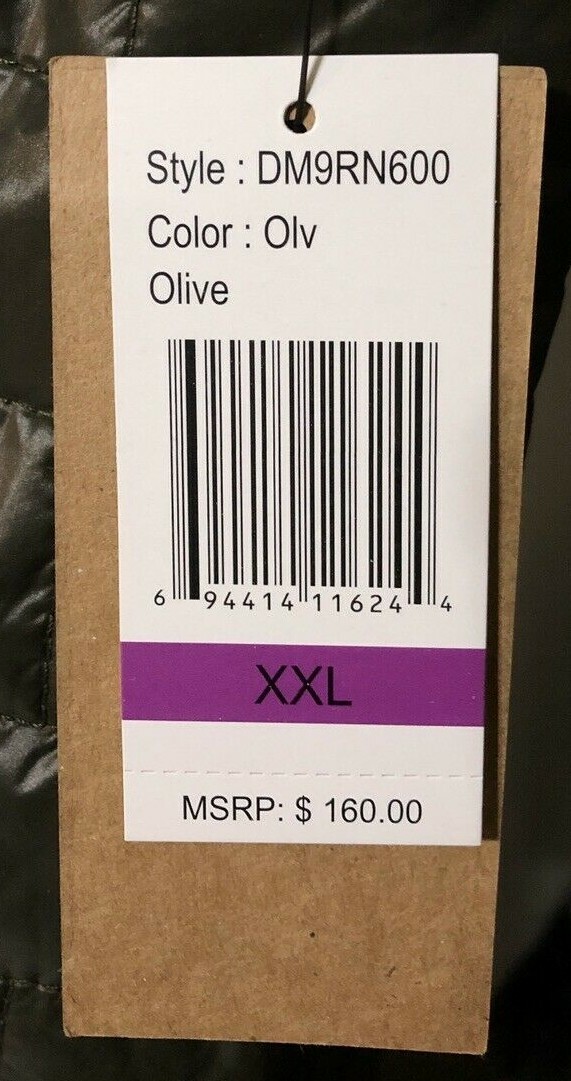 Style : DM9RN600
Color : Olv
Olive
6 94414 11624 4
XXL
MSRP: $ 160.00